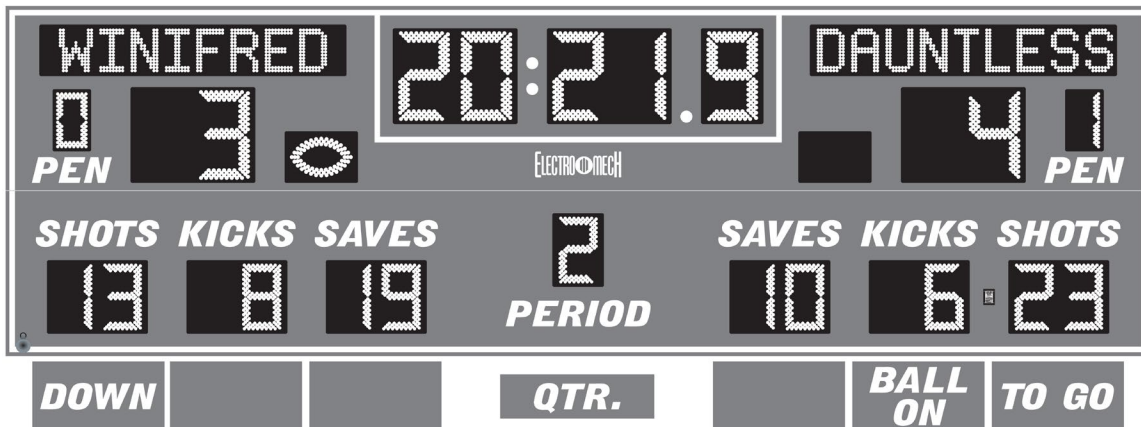 WINIFRED 20:21.9 DAUNTLESS
0 3 4 1
PEN ELECTRO MECH PEN
SHOTS KICKS SAVES 2 SAVES KICKS SHOTS
13 8 19 PERIOD 10 6 23
DOWN QTR. BALL ON TO GO